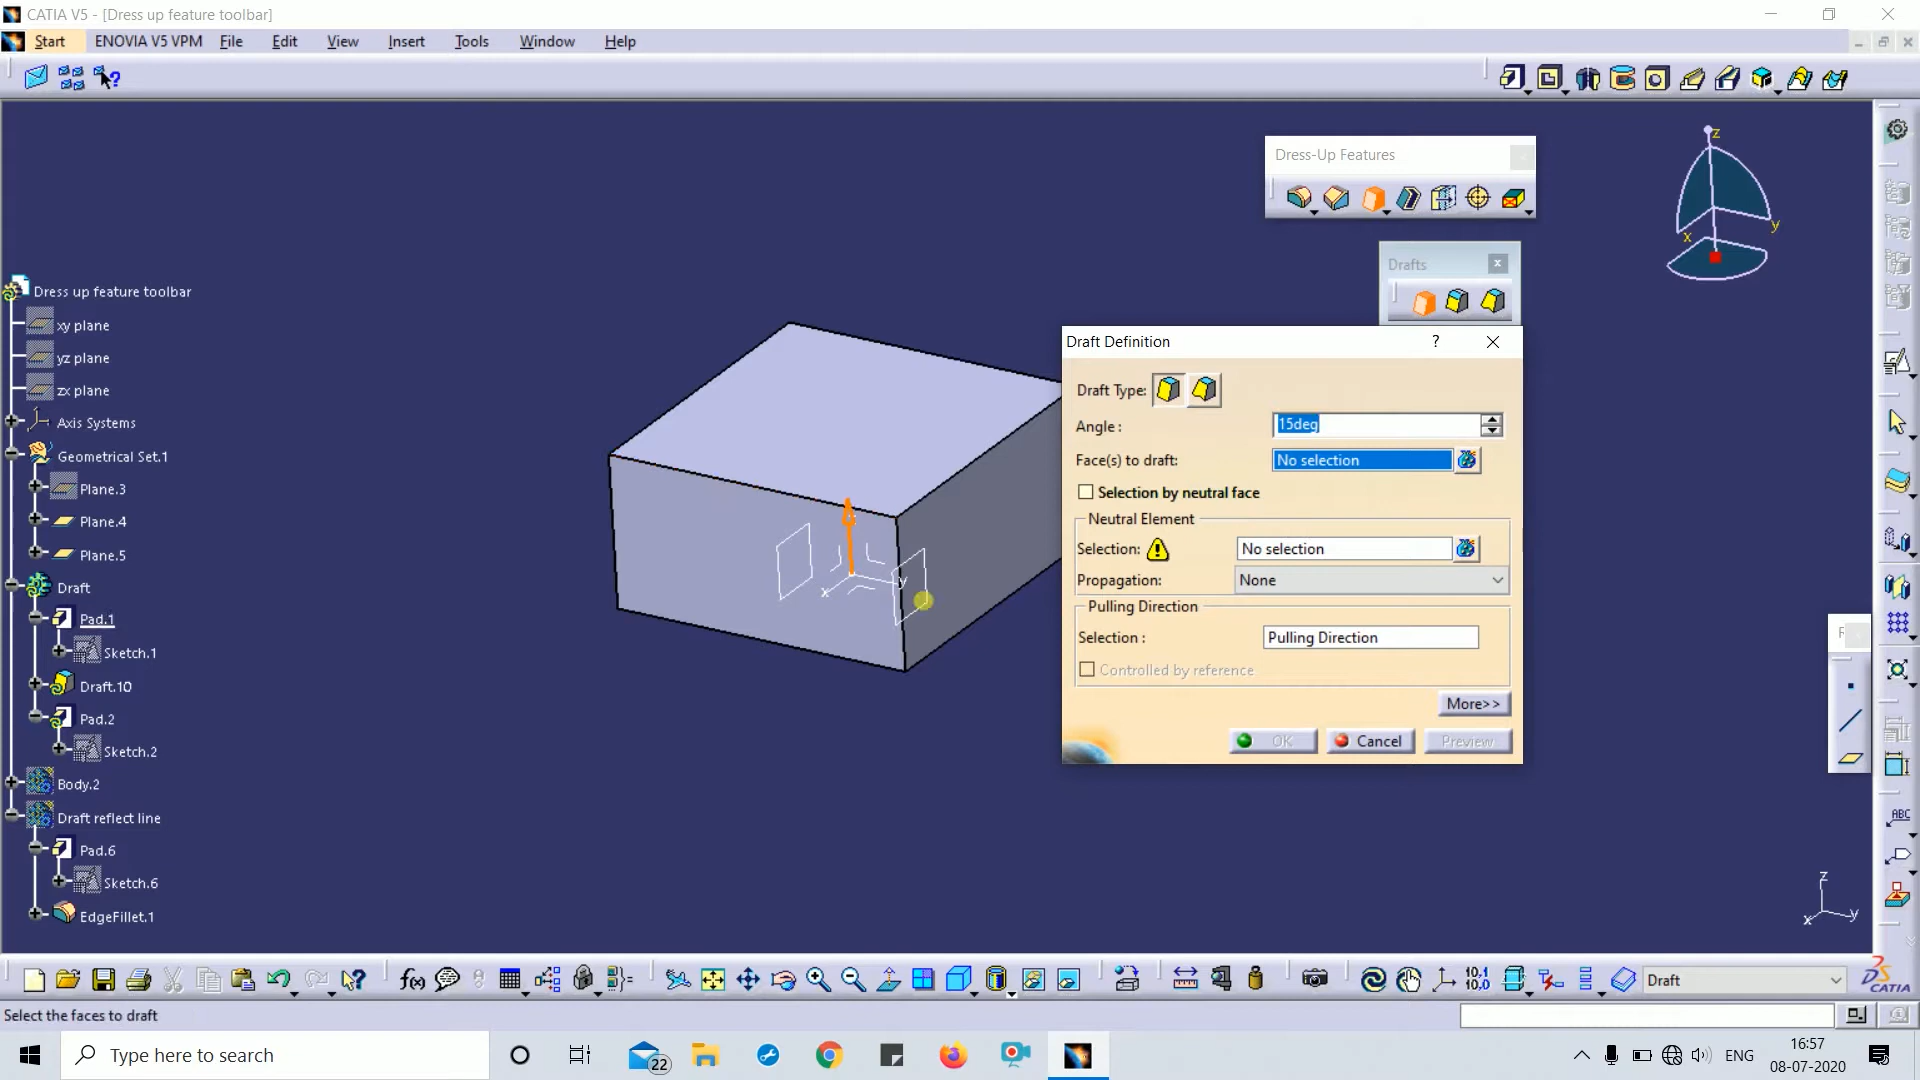 CATIA V5 - [Dress up feature toolbar]
Start ENOVIA V5 VPM File Edit View Insert Tools Window Help
Dress-Up Features
z
y
x
Drafts
Dress up feature toolbar
xy plane
yz plane
zx plane
Axis Systems
Geometrical Set.1
Plane.3
Plane.4
Plane.5
Draft
Pad.1
Sketch.1
Draft.10
Pad.2
Sketch.2
Body.2
Draft reflect line
Pad.6
Sketch.6
EdgeFillet.1
x
y
Draft Definition
?
Draft Type:
Angle : 15deg
Face(s) to draft: No selection
Selection by neutral face
Neutral Element
Selection: No selection
Propagation: None
Pulling Direction
Selection : Pulling Direction
Controlled by reference
More>>
OK Cancel Preview
ABC
z
x y
f(x)
10,1
10,0
Draft
CATIA
Select the faces to draft
Type here to search
22
ENG
16:57
08-07-2020